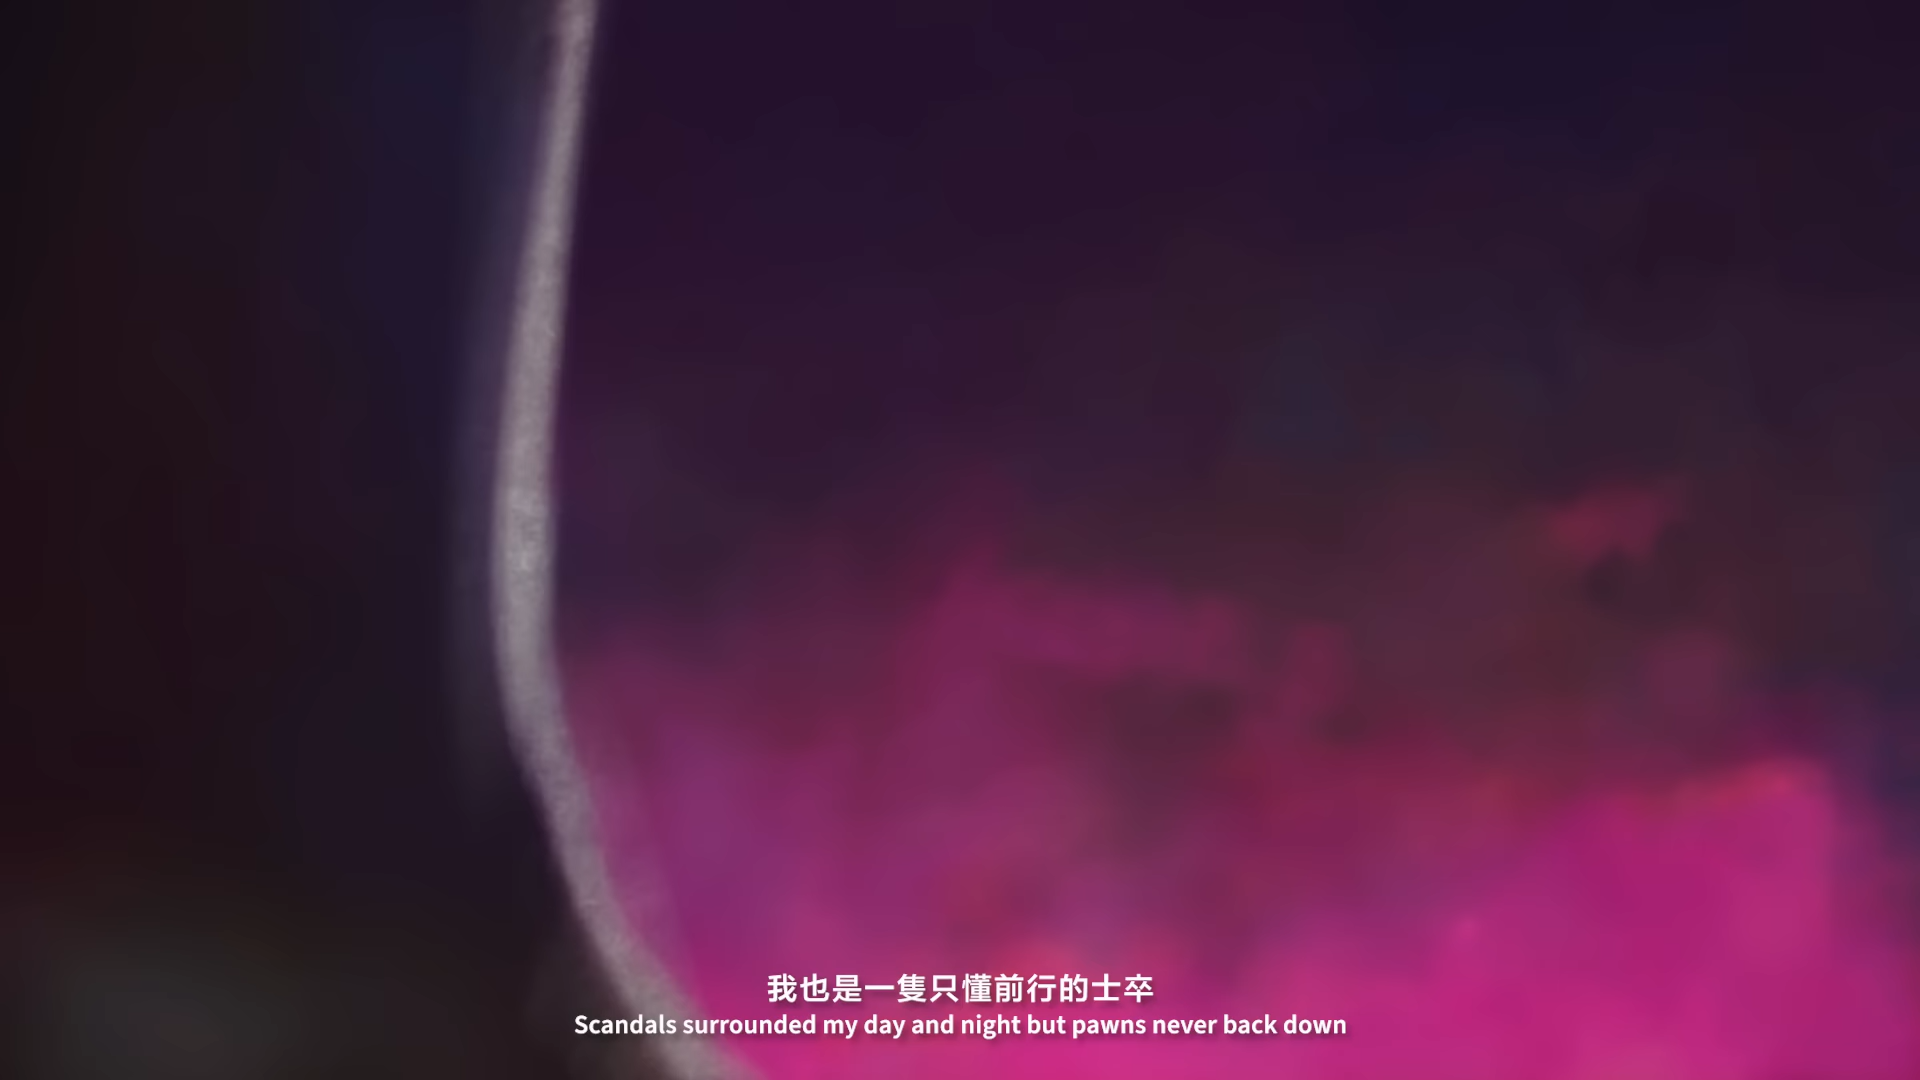 我也是一隻只懂前行的士卒
Scandals surrounded my day and night but pawns never back down